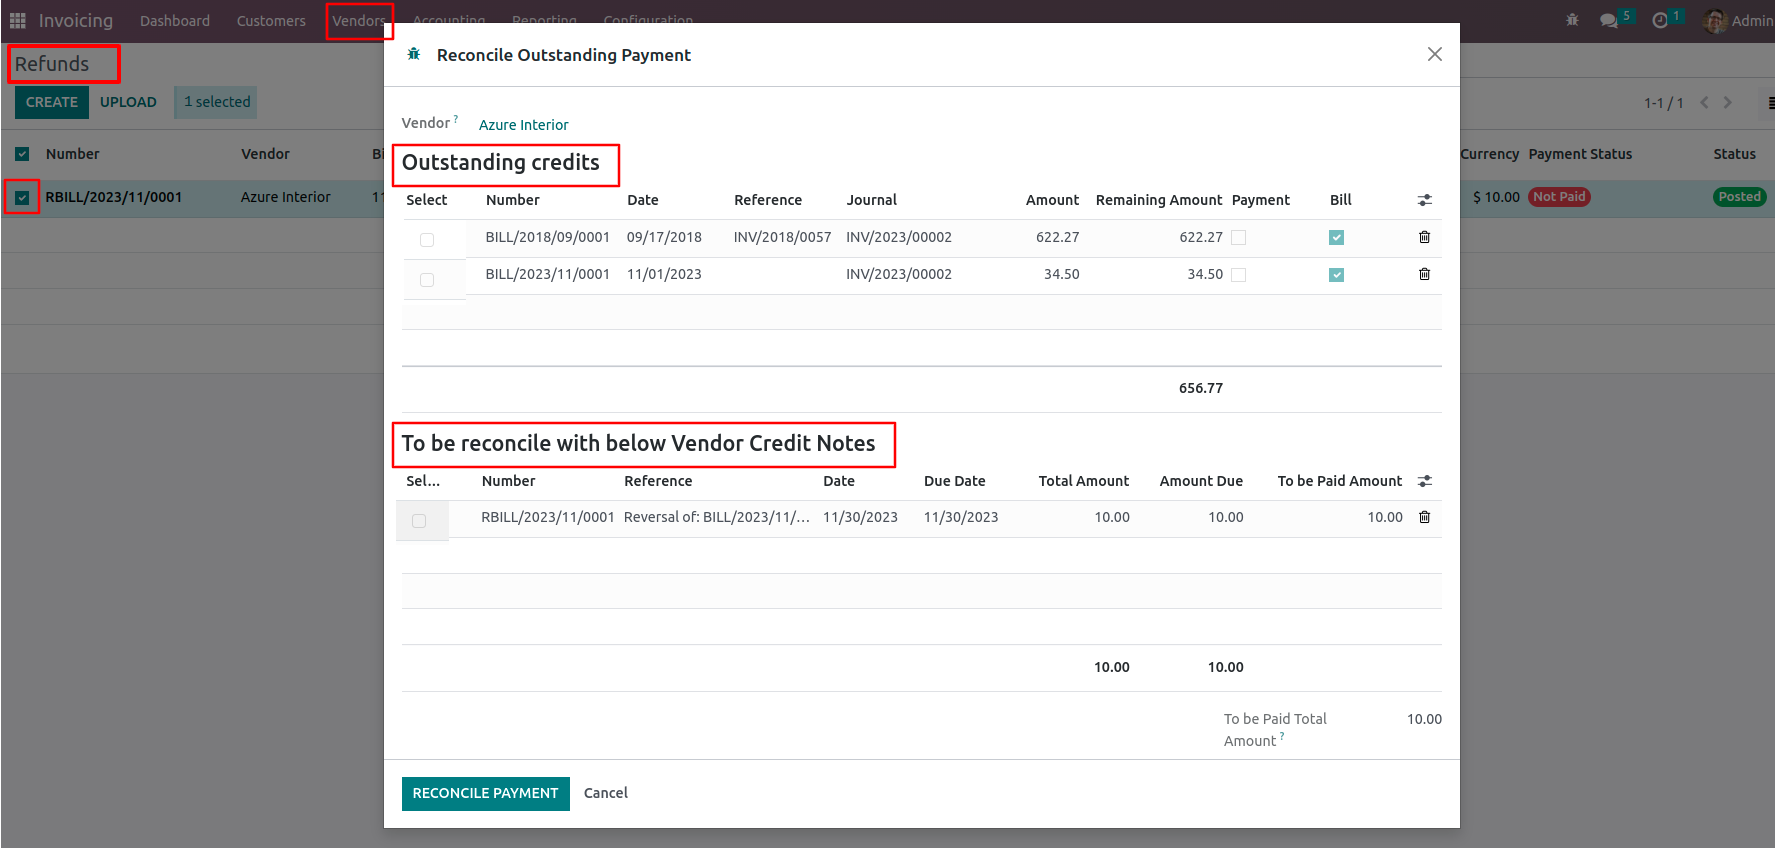 Invoicing Dashboard Customers Vendors Accounting Reporting Configuration 5 1 Admin
Refunds
CREATE UPLOAD 1 selected 1-1 / 1
Number Vendor Bi Currency Payment Status Status
RBILL/2023/11/0001 Azure Interior 11 $ 10.00 Not Paid Posted
Reconcile Outstanding Payment
Vendor ? Azure Interior
Outstanding credits
Select Number Date Reference Journal Amount Remaining Amount Payment Bill
BILL/2018/09/0001 09/17/2018 INV/2018/0057 INV/2023/00002 622.27 622.27
BILL/2023/11/0001 11/01/2023 INV/2023/00002 34.50 34.50
656.77
To be reconcile with below Vendor Credit Notes
Sel... Number Reference Date Due Date Total Amount Amount Due To be Paid Amount
RBILL/2023/11/0001 Reversal of: BILL/2023/11/... 11/30/2023 11/30/2023 10.00 10.00 10.00
10.00 10.00
To be Paid Total 10.00
Amount ?
RECONCILE PAYMENT Cancel